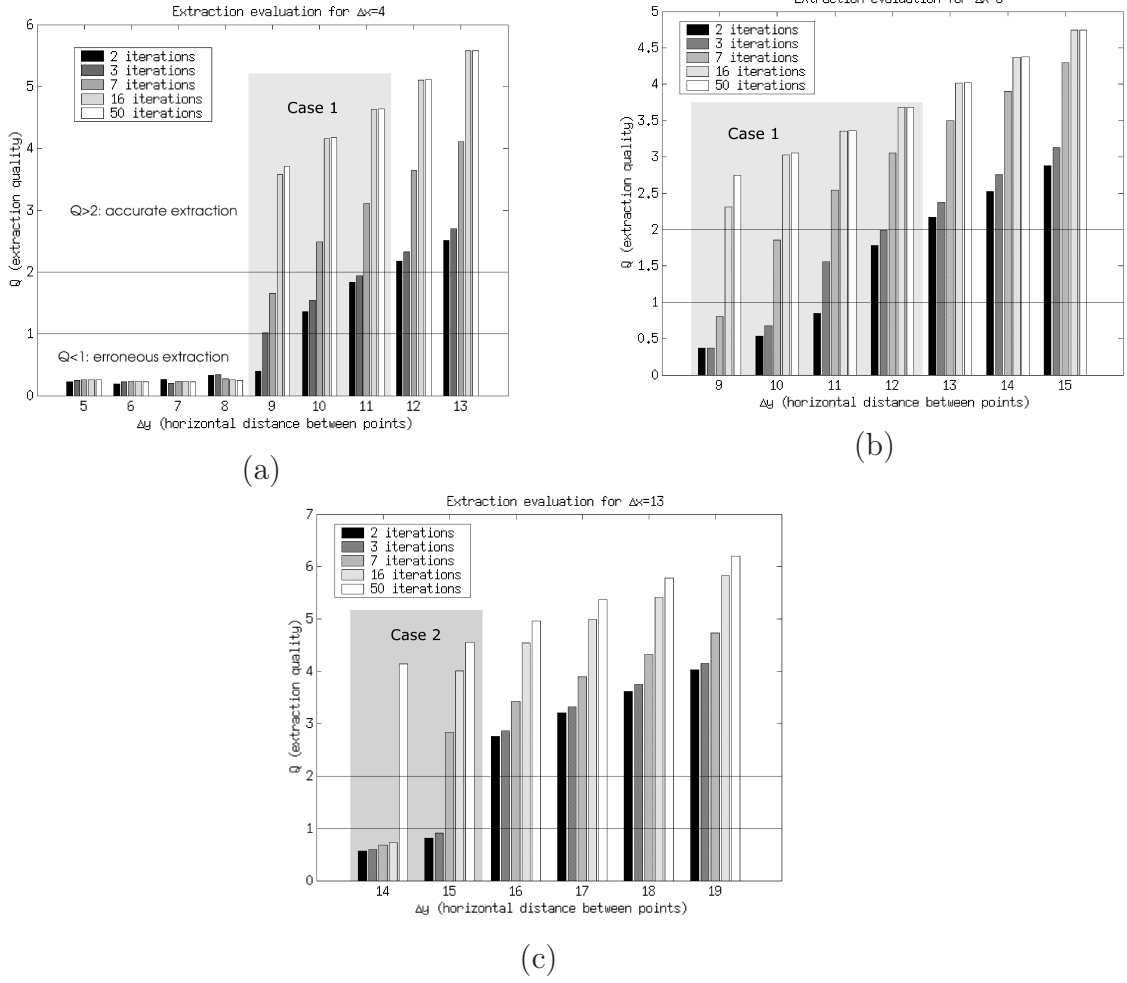 Extraction evaluation for Δx=4
6
5
4
3
2
1
0
Q (extraction quality)
2 iterations
3 iterations
7 iterations
16 iterations
50 iterations
Case 1
Q>2: accurate extraction
Q<1: erroneous extraction
5 6 7 8 9 10 11 12 13
Δy (horizontal distance between points)
(a)
Extraction evaluation for
5
4.5
4
3.5
3
2.5
2
1.5
1
0.5
0
Q (extraction quality)
2 iterations
3 iterations
7 iterations
16 iterations
50 iterations
Case 1
9 10 11 12 13 14 15
Δy (horizontal distance between points)
(b)
Extraction evaluation for Δx=13
7
6
5
4
3
2
1
0
Q (extraction quality)
2 iterations
3 iterations
7 iterations
16 iterations
50 iterations
Case 2
14 15 16 17 18 19
Δy (horizontal distance between points)
(c)